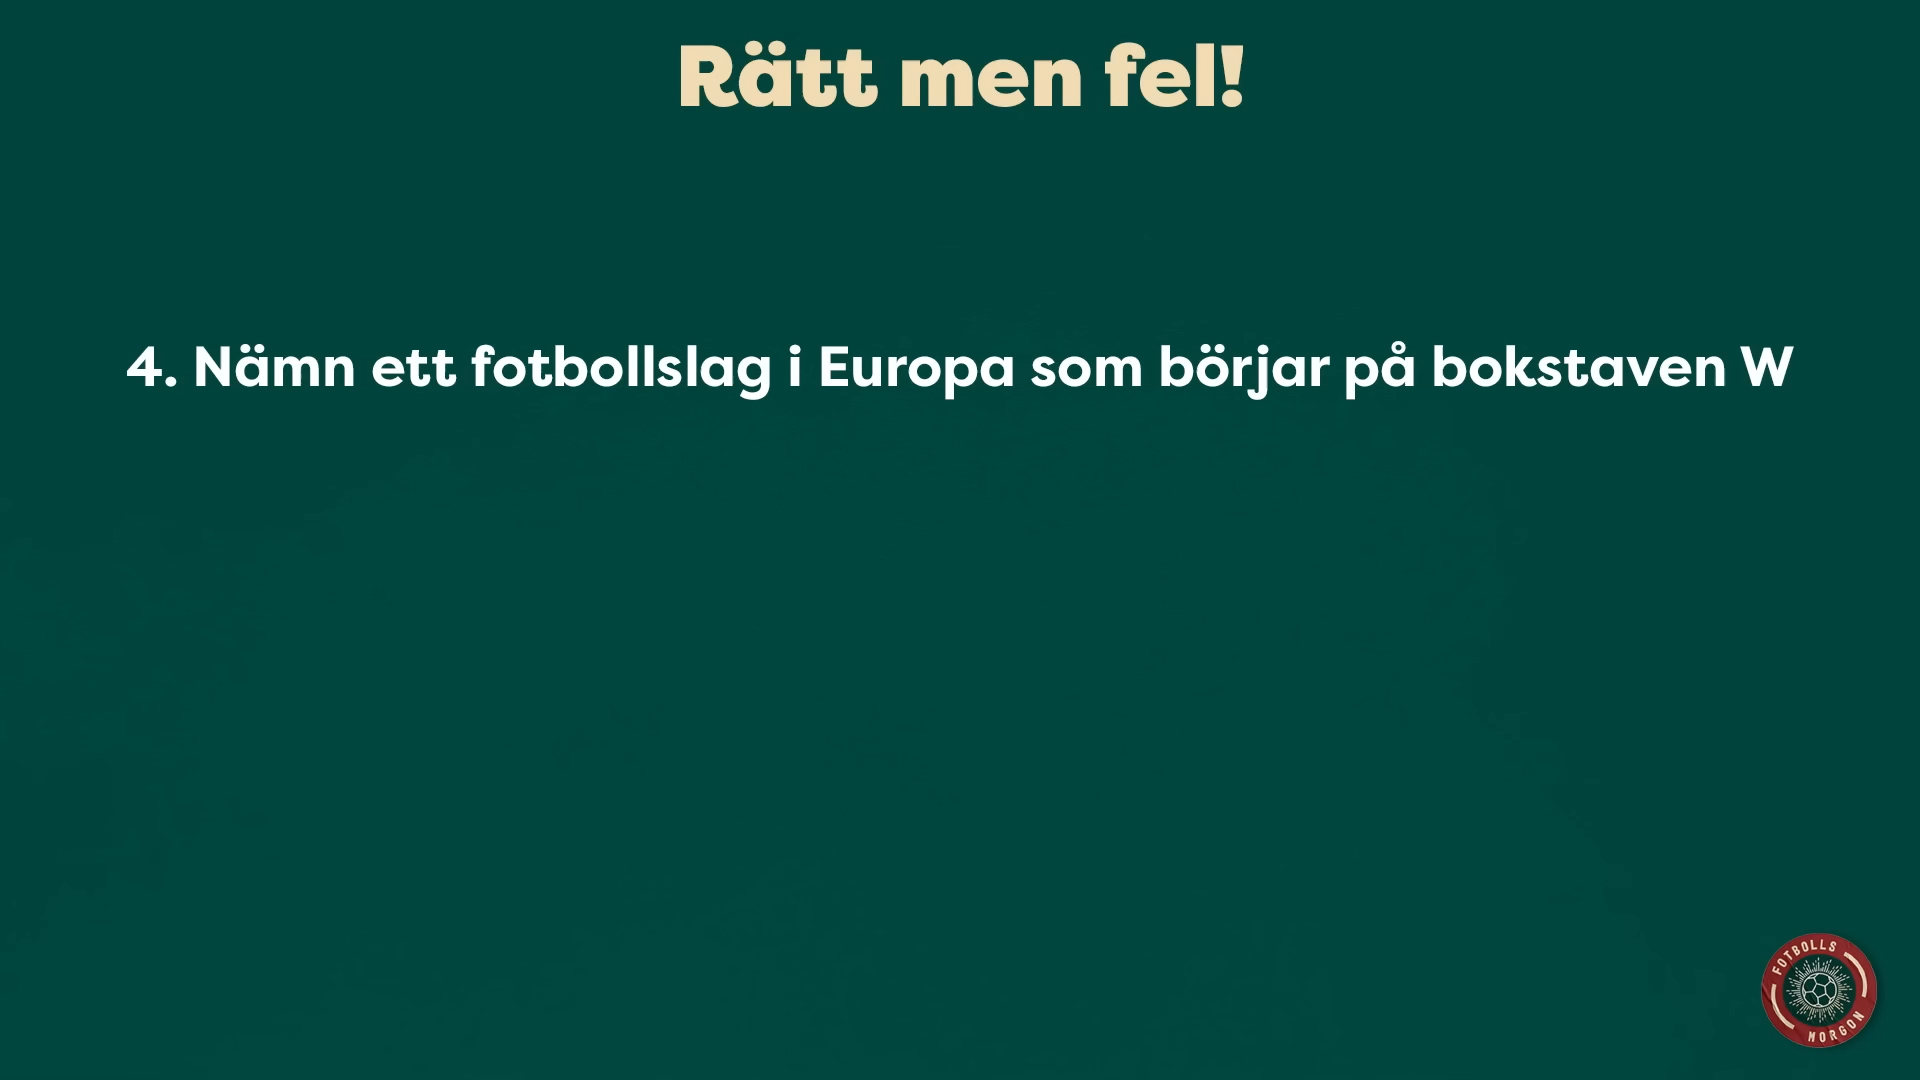 Rätt men fel!
4. Nämn ett fotbollslag i Europa som börjar på bokstaven W
FOTBOLLS
MORGON